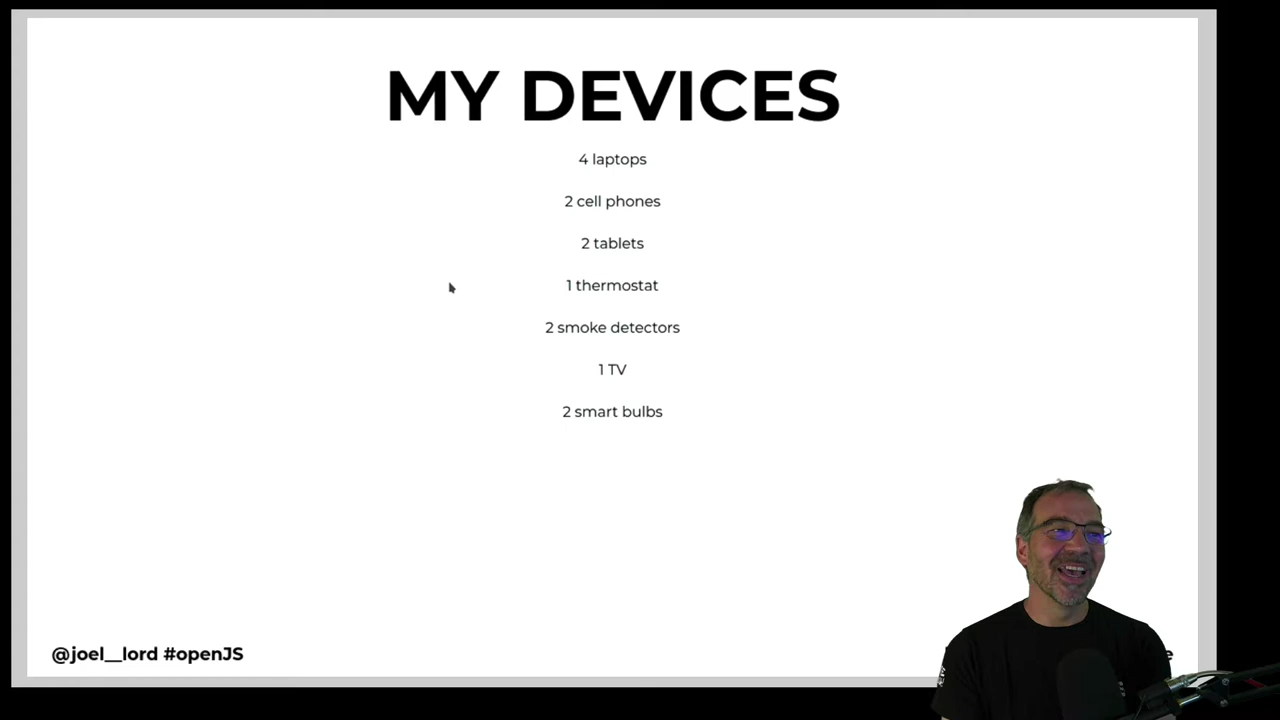 MY DEVICES
4 laptops
2 cell phones
2 tablets
1 thermostat
2 smoke detectors
1 TV
2 smart bulbs
@joel__lord #openJS